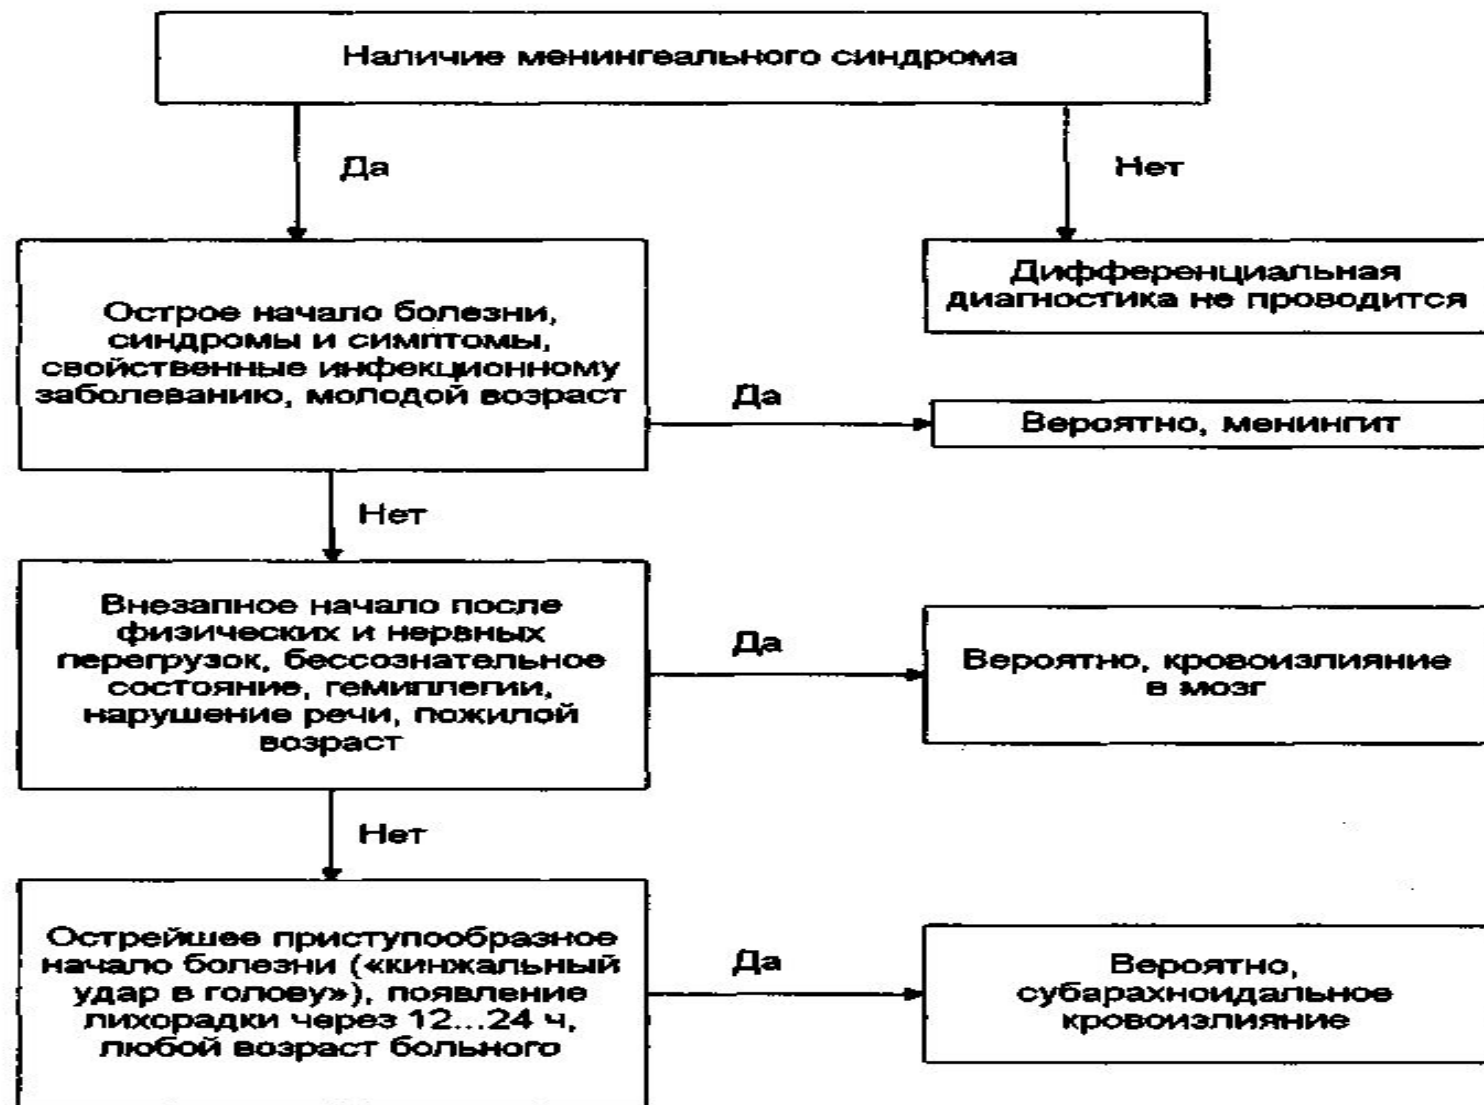 Наличие менингеального синдрома
Да
Нет
Острое начало болезни,
синдромы и симптомы,
свойственные инфекционному
заболеванию, молодой возраст
Дифференциальная
диагностика не проводится
Да
Вероятно, менингит
Нет
Внезапное начало после
физических и нервных
перегрузок, бессознательное
состояние, гемиплегии,
нарушение речи, пожилой
возраст
Да
Вероятно, кровоизлияние
в мозг
Нет
Острейшее приступообразное
начало болезни («кинжальный
удар в голову»), появление
лихорадки через 12...24 ч,
любой возраст больного
Да
Вероятно,
субарахноидальное
кровоизлияние